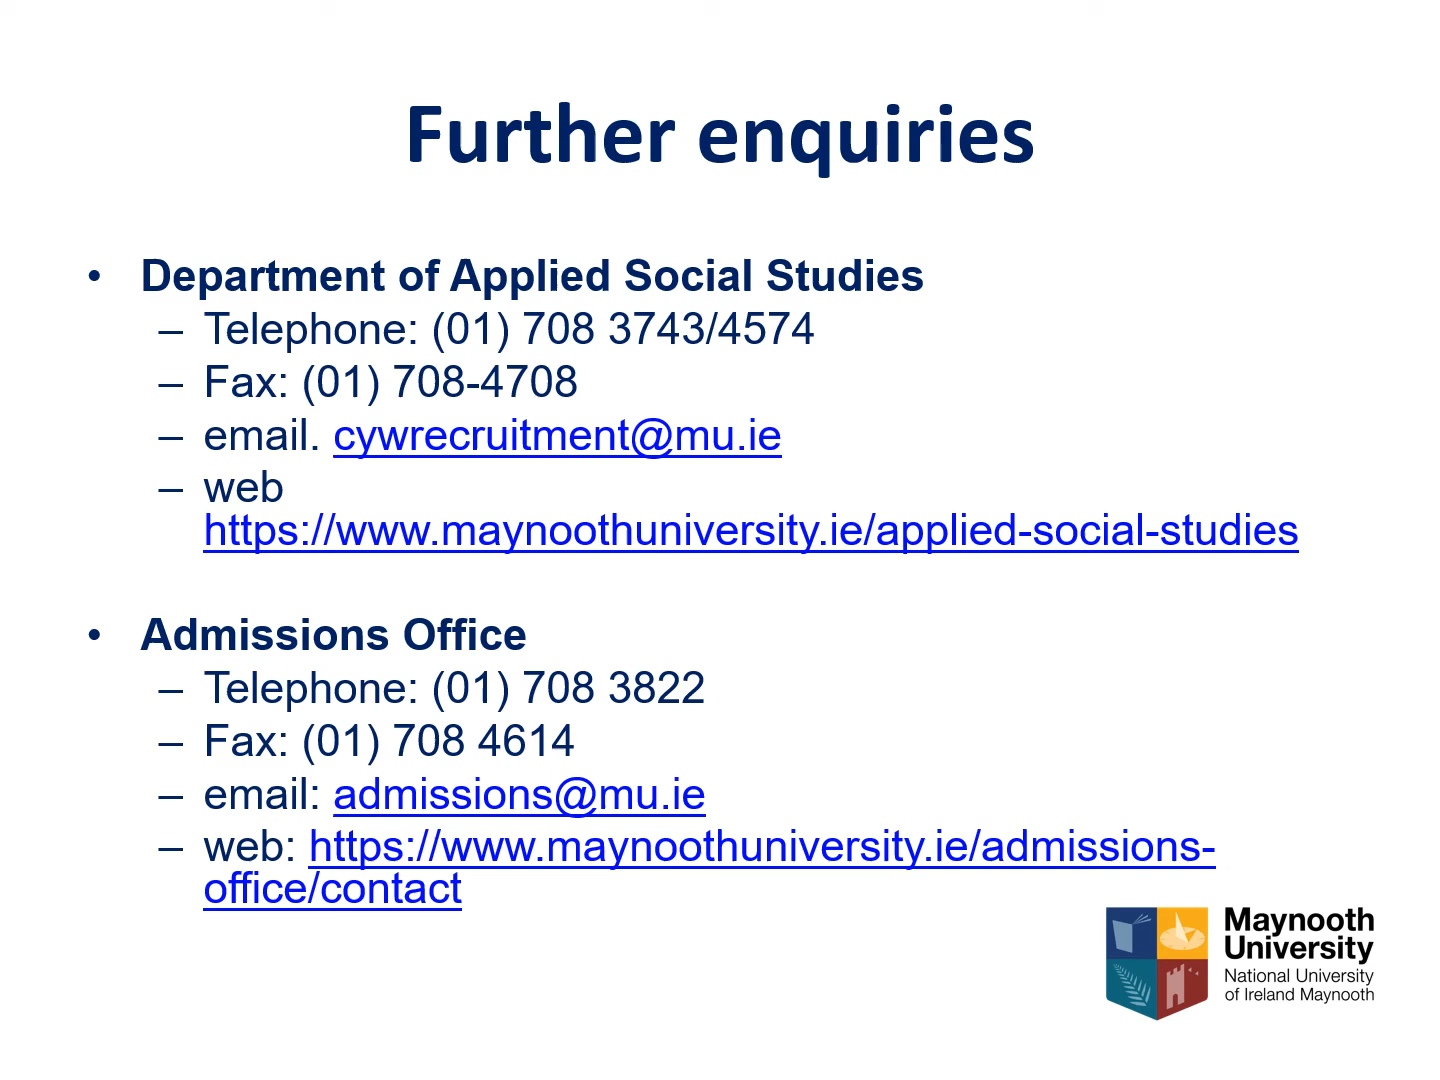 Further enquiries
• Department of Applied Social Studies
– Telephone: (01) 708 3743/4574
– Fax: (01) 708-4708
– email. cywrecruitment@mu.ie
– web
https://www.maynoothuniversity.ie/applied-social-studies
• Admissions Office
– Telephone: (01) 708 3822
– Fax: (01) 708 4614
– email: admissions@mu.ie
– web: https://www.maynoothuniversity.ie/admissions-
office/contact
Maynooth
University
National University
of Ireland Maynooth